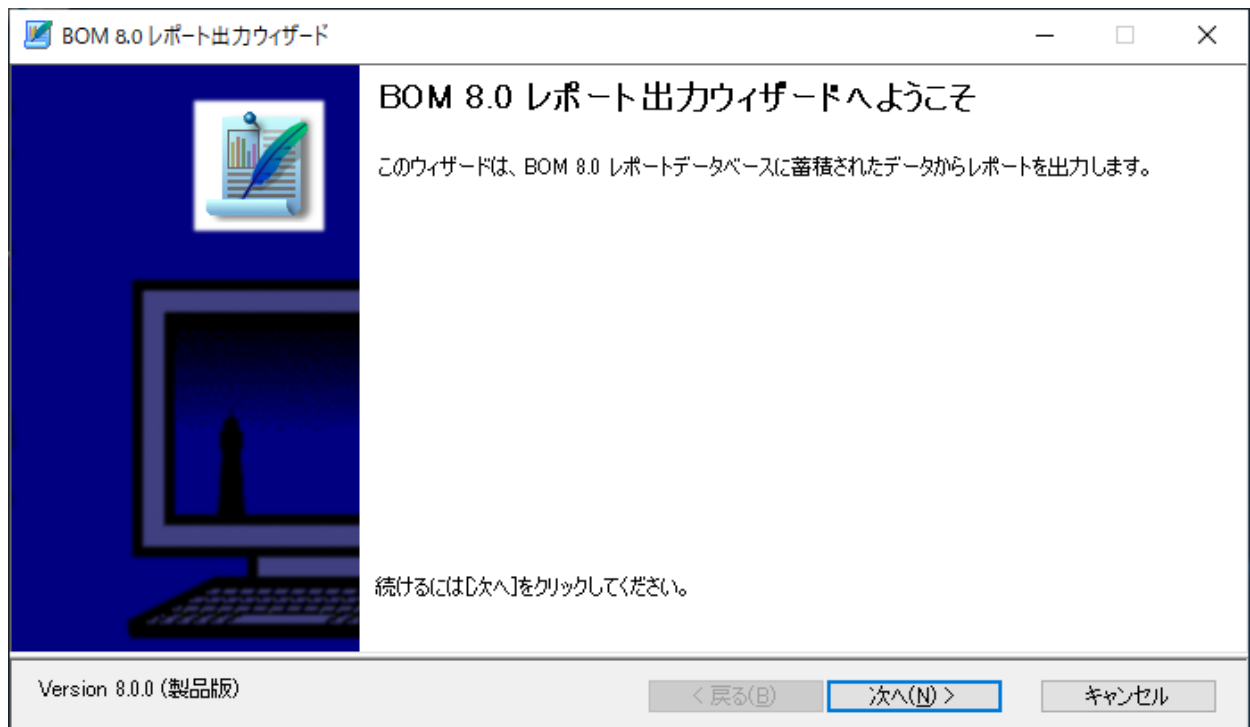 BOM 8.0 レポート出力ウィザード
BOM 8.0 レポート出力ウィザードへようこそ
このウィザードは、BOM 8.0 レポートデータベースに蓄積されたデータからレポートを出力します。
続けるには[次へ]をクリックしてください。
Version 8.0.0 (製品版)
< 戻る(B)
次へ(N) >
キャンセル